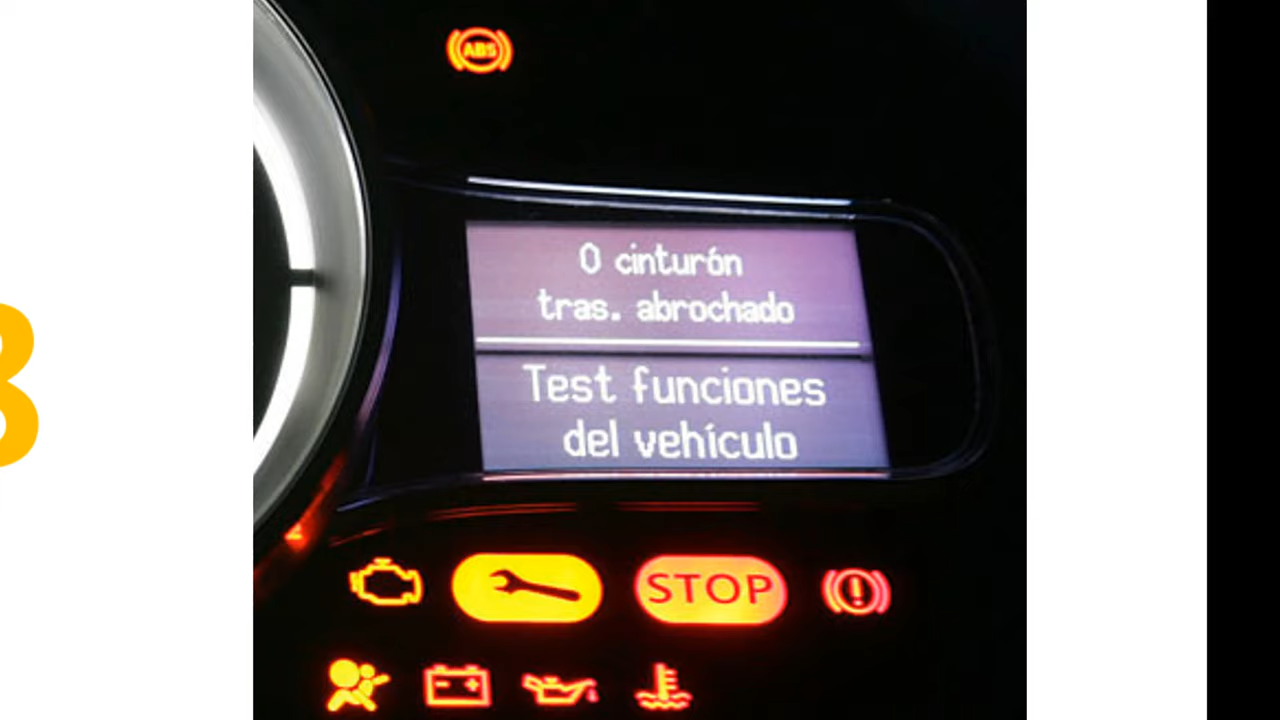 ABS
0 cinturón
tras. abrochado
Test funciones
del vehículo
STOP